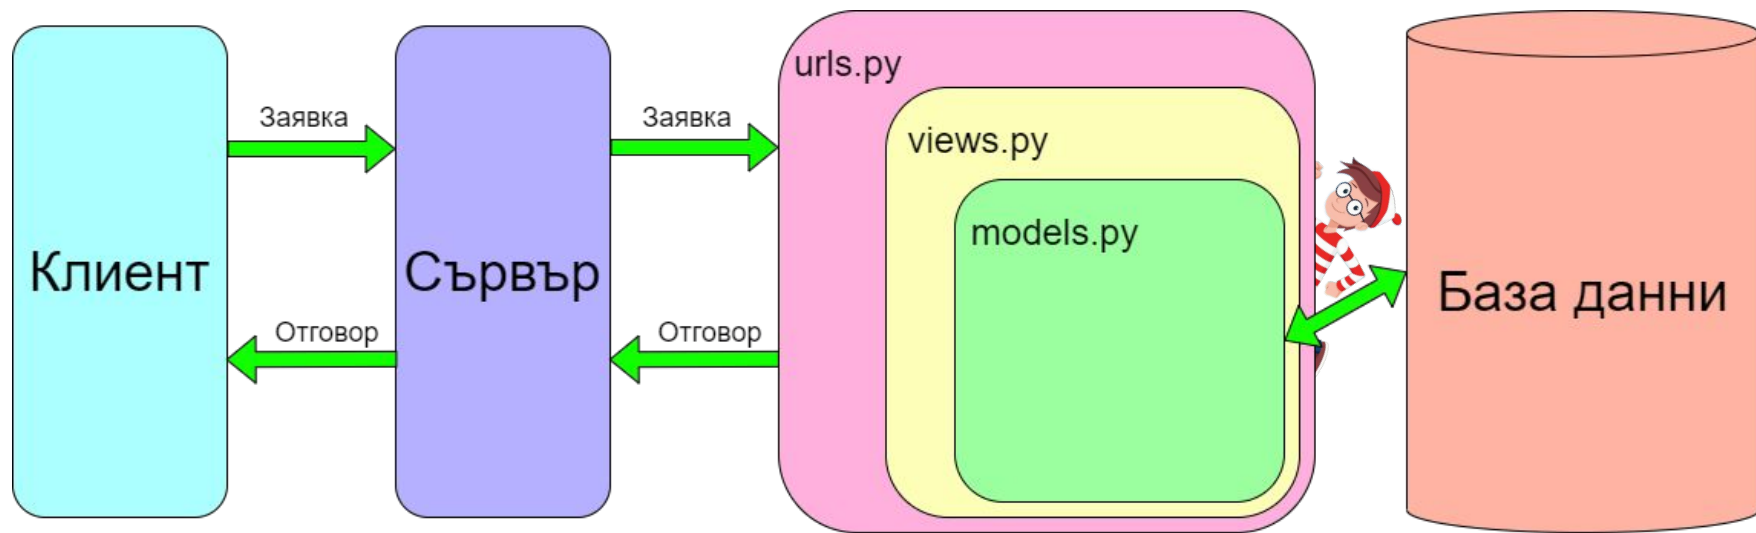 Клиент
Заявка
Отговор
Сървър
Заявка
Отговор
urls.py
views.py
models.py
База данни